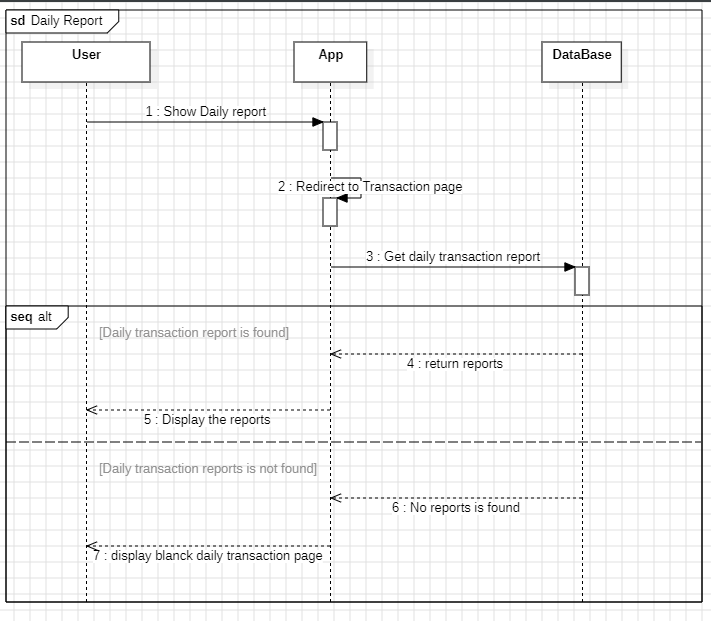 sd Daily Report
User
App
DataBase
1 : Show Daily report
2 : Redirect to Transaction page
3 : Get daily transaction report
seq alt
[Daily transaction report is found]
4 : return reports
5 : Display the reports
[Daily transaction reports is not found]
6 : No reports is found
7 : display blanck daily transaction page